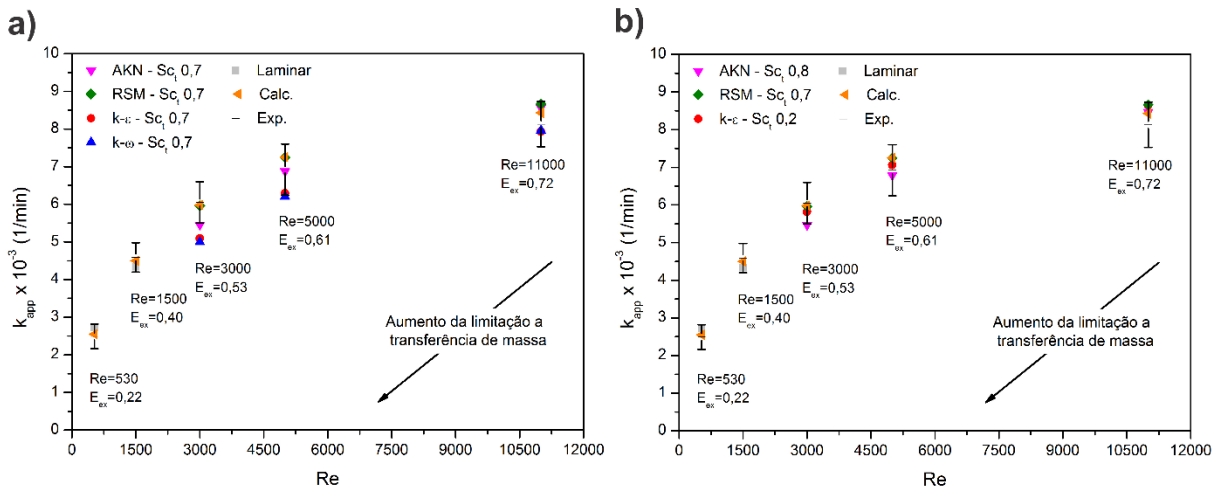 a)
10
9
8
7
6
5
4
3
2
1
0
k_app x 10^-3 (1/min)
AKN - Sc_t 0,7
RSM - Sc_t 0,7
k-ε - Sc_t 0,7
k-ω - Sc_t 0,7
Laminar
Calc.
Exp.
Re=11000
E_ex=0,72
Re=5000
E_ex=0,61
Re=3000
E_ex=0,53
Re=1500
E_ex=0,40
Re=530
E_ex=0,22
Aumento da limitação a
transferência de massa
0 1500 3000 4500 6000 7500 9000 10500 12000
Re
b)
10
9
8
7
6
5
4
3
2
1
0
k_app x 10^-3 (1/min)
AKN - Sc_t 0,8
RSM - Sc_t 0,7
k-ε - Sc_t 0,2
Laminar
Calc.
Exp.
Re=11000
E_ex=0,72
Re=5000
E_ex=0,61
Re=3000
E_ex=0,53
Re=1500
E_ex=0,40
Re=530
E_ex=0,22
Aumento da limitação a
transferência de massa
0 1500 3000 4500 6000 7500 9000 10500 12000
Re